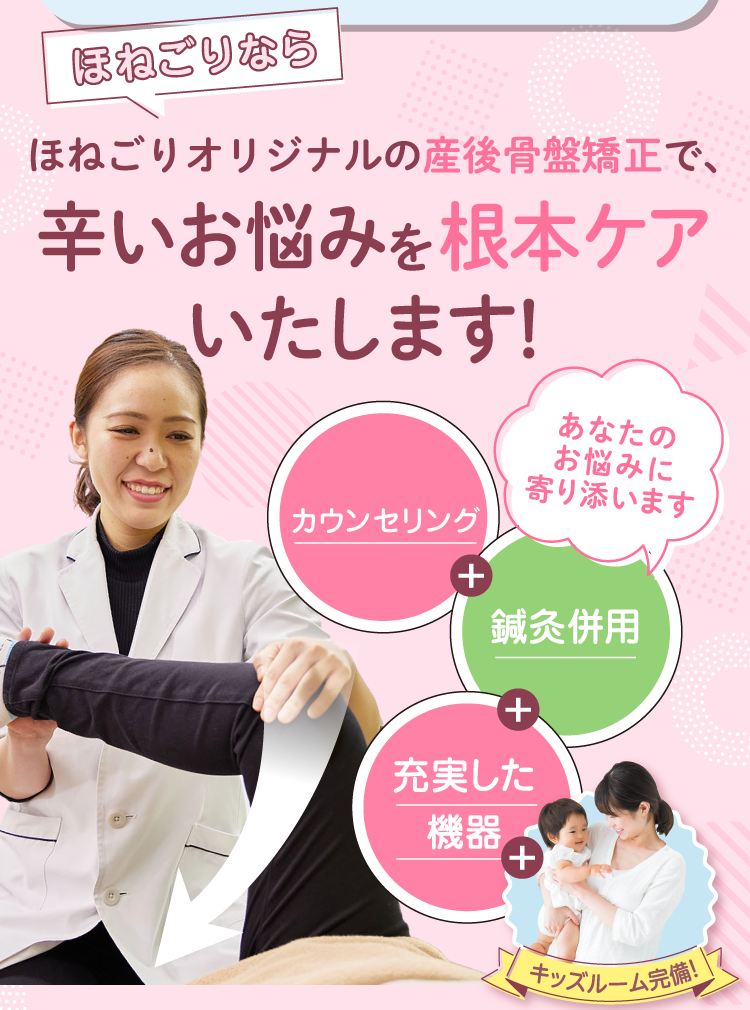 ほねごりなら
ほねごりオリジナルの産後骨盤矯正で、
辛いお悩みを根本ケア
いたします!
あなたの
お悩みに
寄り添います
カウンセリング
+
鍼灸併用
+
充実した
機器
+
キッズルーム完備!